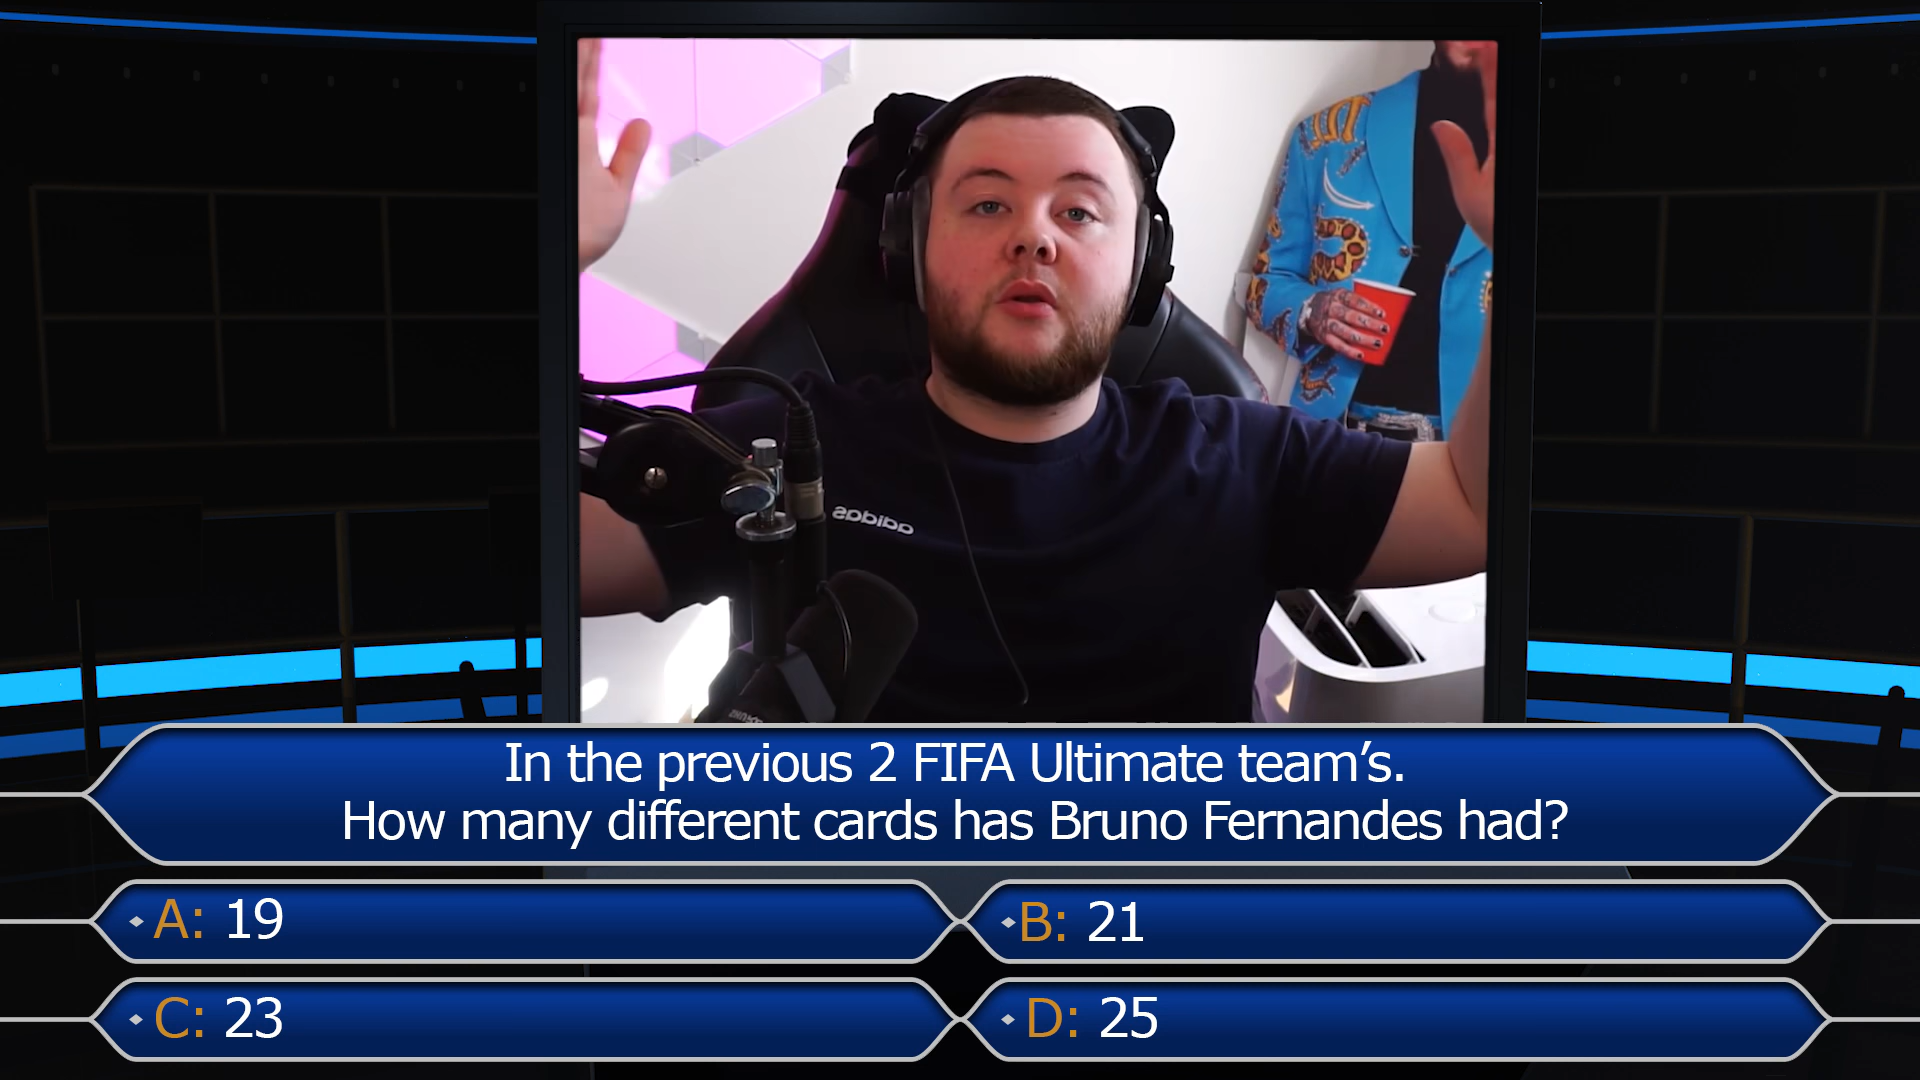 adidas
In the previous 2 FIFA Ultimate team’s.
How many different cards has Bruno Fernandes had?
A: 19
B: 21
C: 23
D: 25